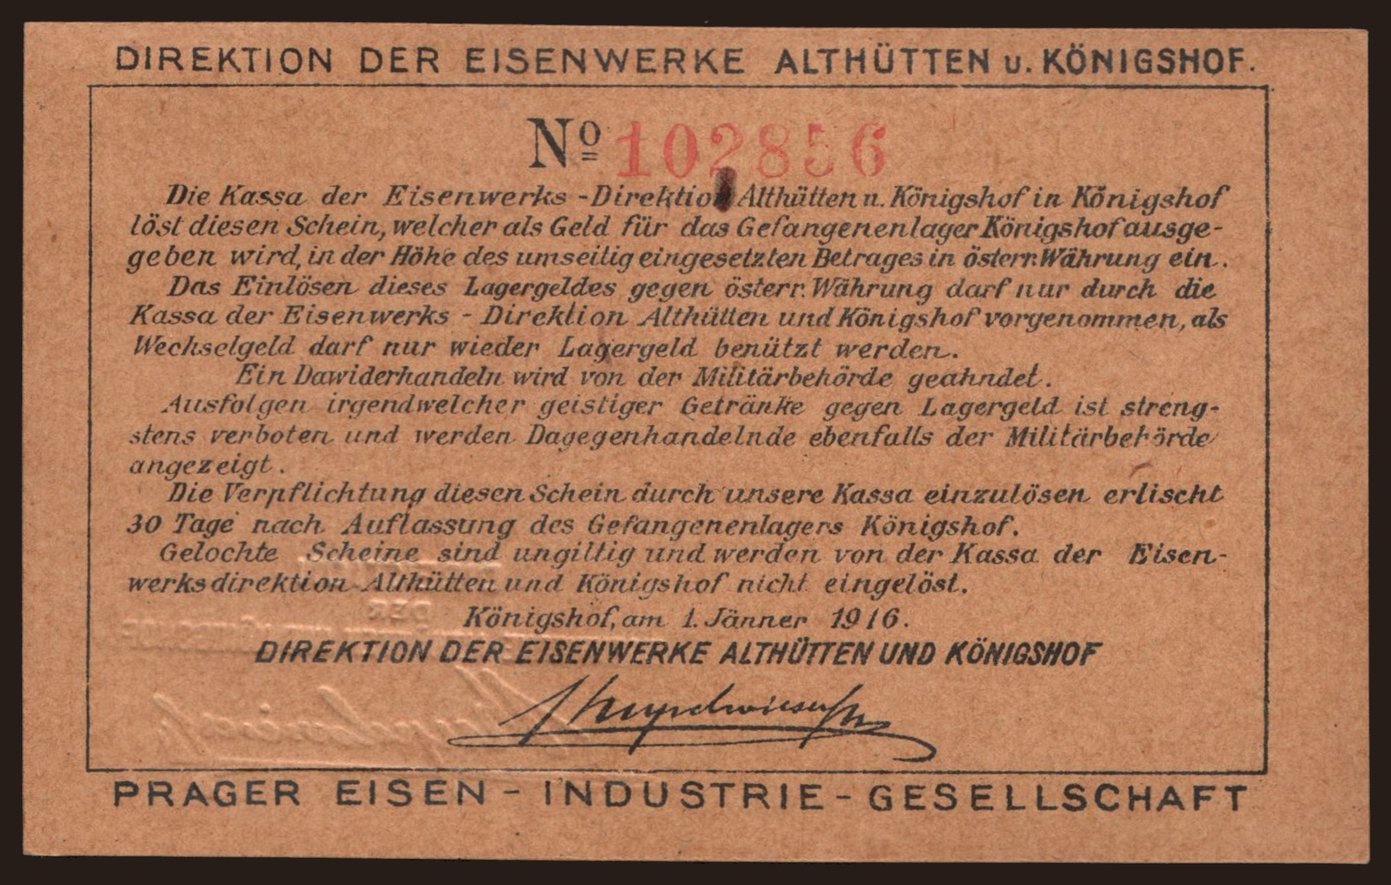 DIREKTION DER EISENWERKE ALTHÜTTEN u. KÖNIGSHOF.
Nº 102856
Die Kassa der Eisenwerks-Direktion Althütten u. Königshof in Königshof
löst diesen Schein, welcher als Geld für das Gefangenenlager Königshof ausge-
geben wird, in der Höhe des umseitig eingesetzten Betrages in österr. Währung ein.
Das Einlösen dieses Lagergeldes gegen österr. Währung darf nur durch die
Kassa der Eisenwerks - Direktion Althütten und Königshof vorgenommen, als
Wechselgeld darf nur wieder Lagergeld benützt werden.
Ein Dawiderhandeln wird von der Militärbehörde geahndet.
Ausfolgen irgendwelcher geistiger Getränke gegen Lagergeld ist streng-
stens verboten und werden Dagegenhandelnde ebenfalls der Militärbehörde
angezeigt.
Die Verpflichtung diesen Schein durch unsere Kassa einzulösen erlischt
30 Tage nach Auflassung des Gefangenenlagers Königshof.
Gelochte Scheine sind ungiltig und werden von der Kassa der Eisen-
werksdirektion Althütten und Königshof nicht eingelöst.
Königshof, am 1. Jänner 1916.
DIREKTION DER EISENWERKE ALTHÜTTEN UND KÖNIGSHOF
PRAGER EISEN-INDUSTRIE-GESELLSCHAFT